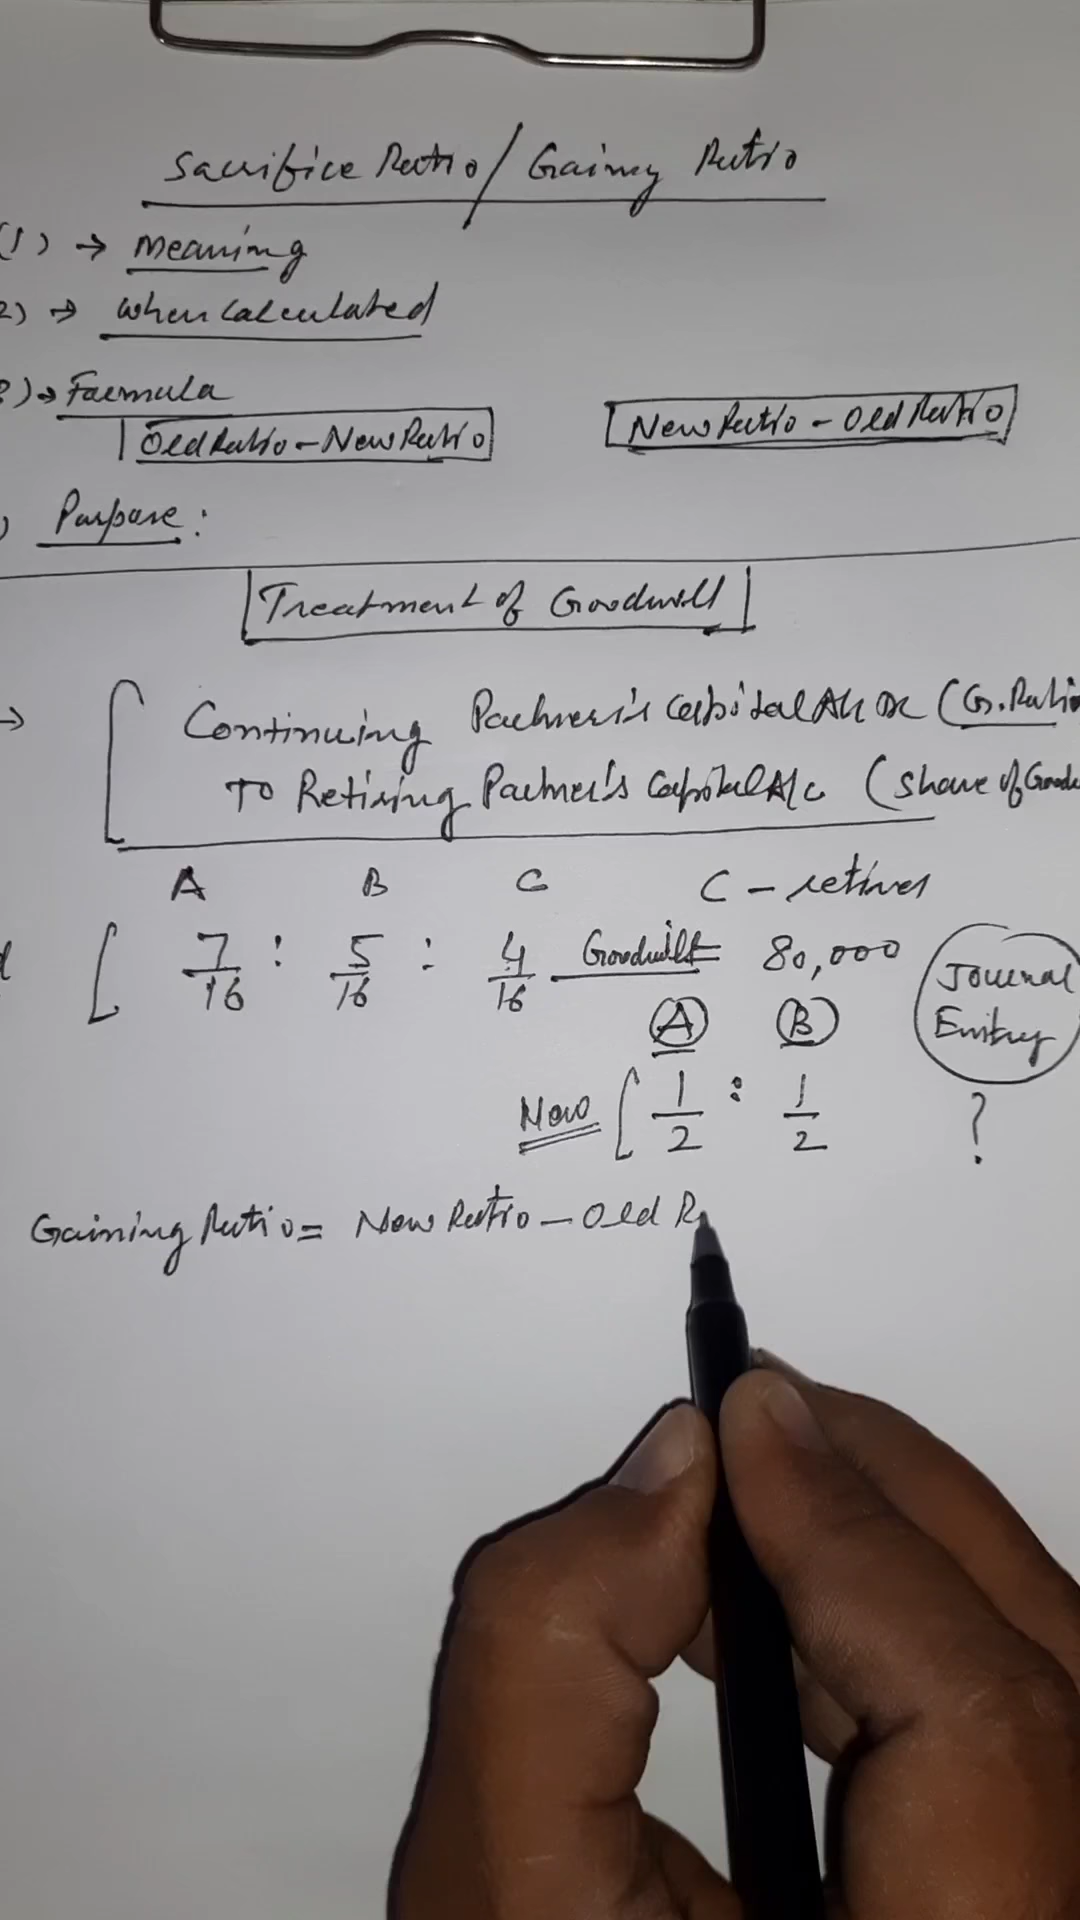 Sacrifice Ratio / Gaining Ratio
(1) → Meaning
2) → When Calculated
→ Formula
Old Ratio - New Ratio
New Ratio - Old Ratio
) Purpose :
Treatment of Goodwill
→ Continuing Partner's Capital A/c Dr (G. Ratio
To Retiring Partner's Capital A/c (Share of Good
A B C C - retires
[ 7/16 : 5/16 : 4/16 Goodwill 80,000
Journal Entry
?
A B
New [ 1/2 : 1/2
Gaining Ratio = New Ratio - Old R